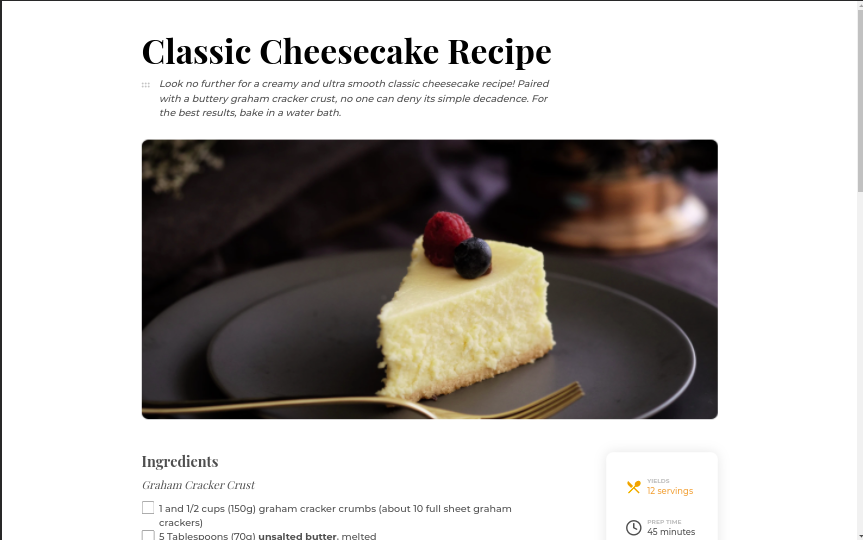 Classic Cheesecake Recipe
Look no further for a creamy and ultra smooth classic cheesecake recipe! Paired
with a buttery graham cracker crust, no one can deny its simple decadence. For
the best results, bake in a water bath.
Ingredients
Graham Cracker Crust
1 and 1/2 cups (150g) graham cracker crumbs (about 10 full sheet graham
crackers)
5 Tablespoons (70g) unsalted butter, melted
YIELDS
12 servings
PREP TIME
45 minutes